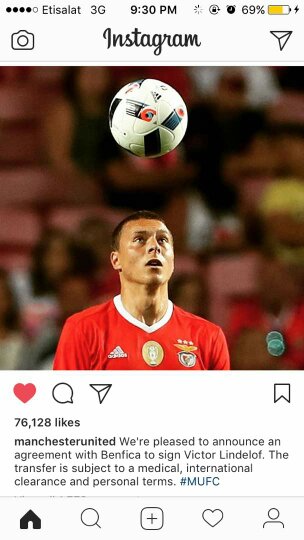 Etisalat 3G 9:30 PM 69%
Instagram
adidas
76,128 likes
manchesterunited We're pleased to announce an
agreement with Benfica to sign Victor Lindelof. The
transfer is subject to a medical, international
clearance and personal terms. #MUFC